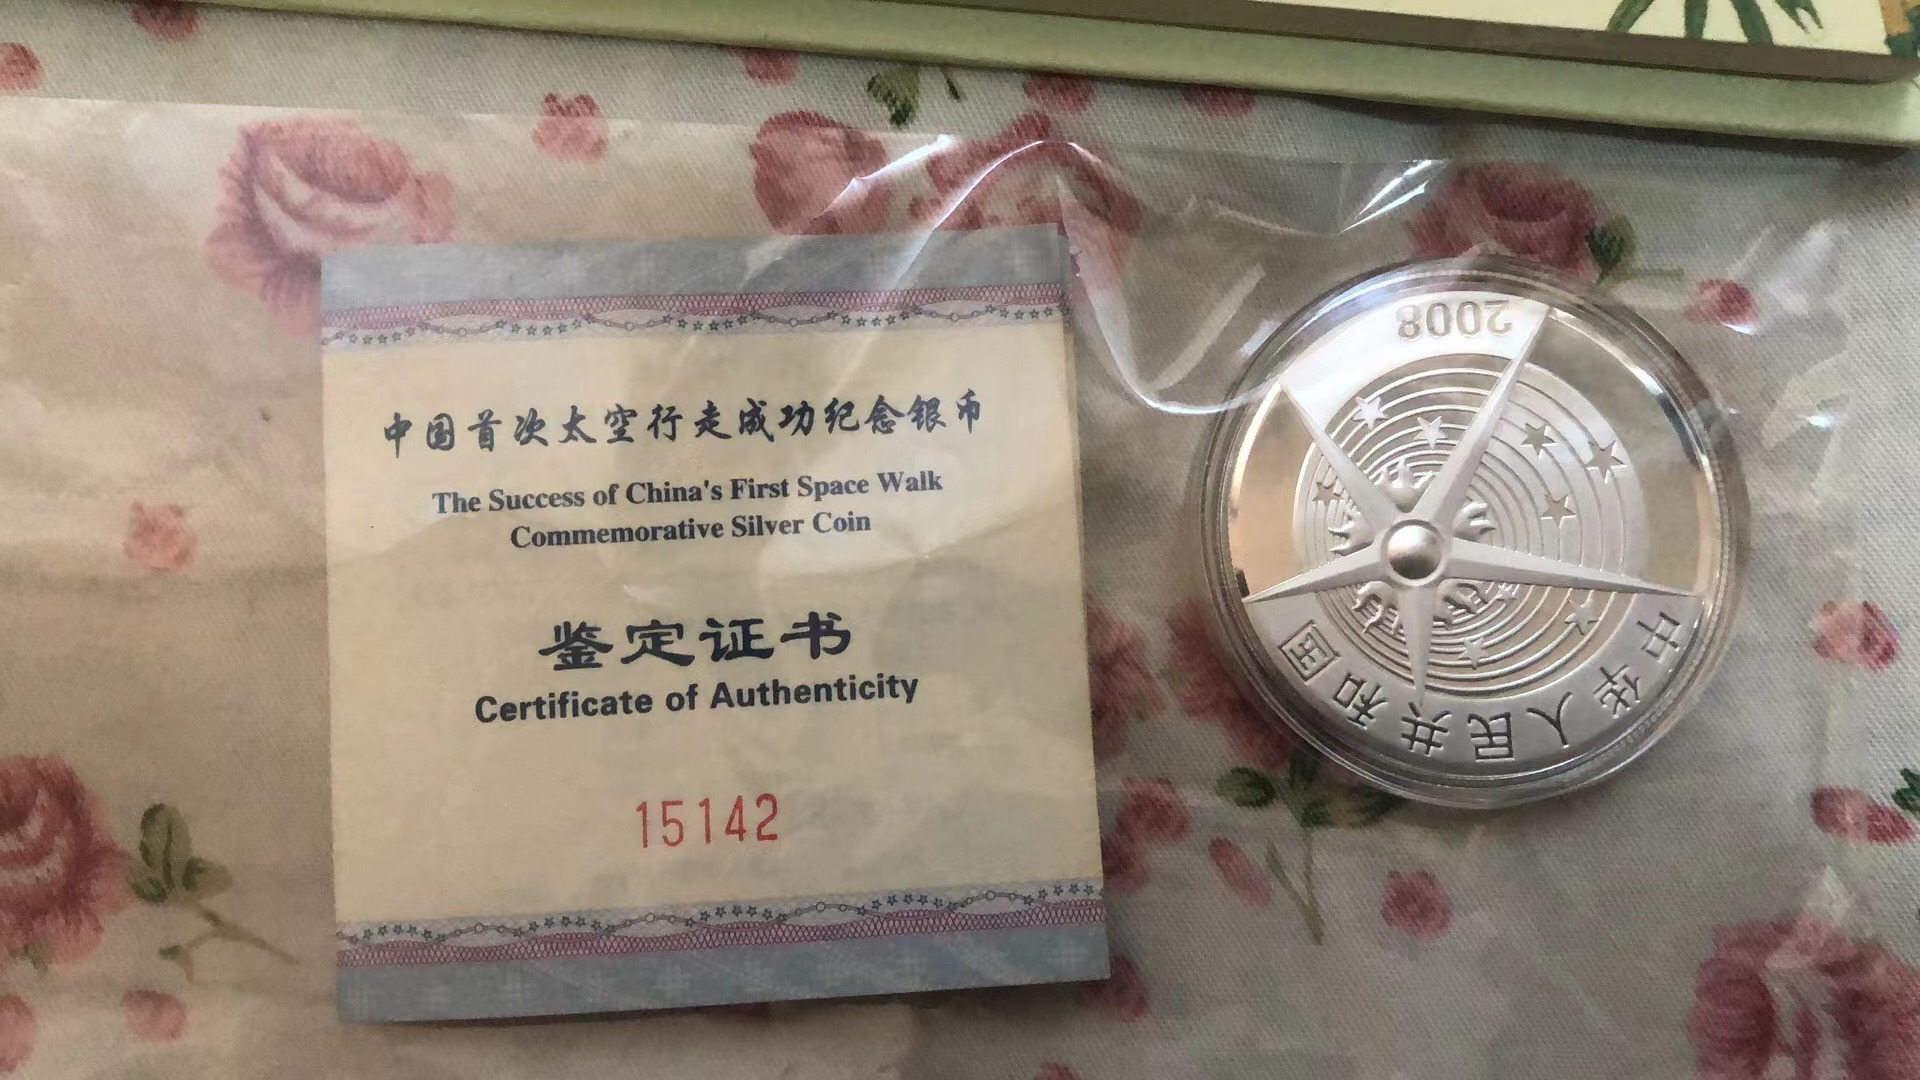 中国首次太空行走成功纪念银币
The Success of China's First Space Walk
Commemorative Silver Coin
鉴定证书
Certificate of Authenticity
15142
2008
中华人民共和国